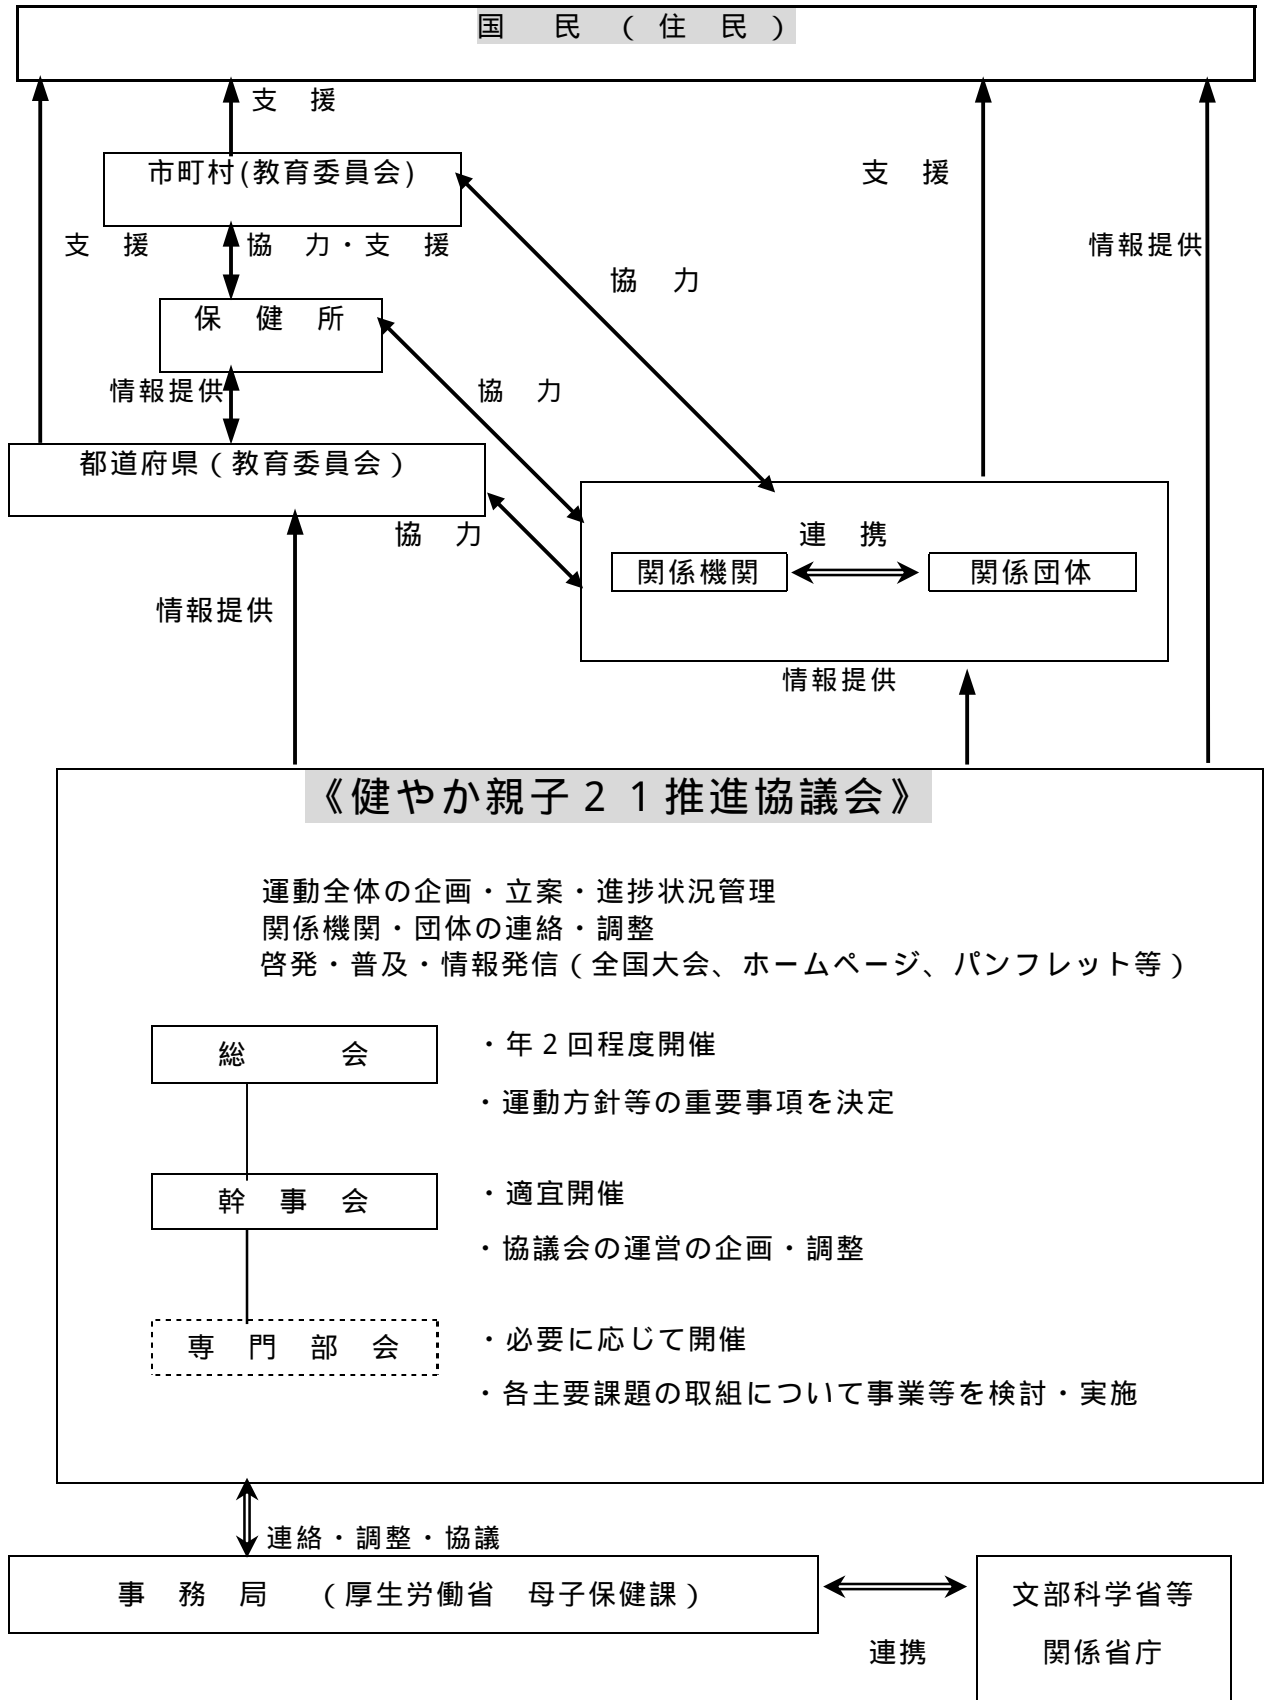 国　民　（住　民）
支　援
市町村(教育委員会)
支　援
支　援
協　力・支　援
情報提供
協　力
保　健　所
情報提供
協　力
都道府県（教育委員会）
協　力
連　携
関係機関
関係団体
情報提供
情報提供
《健やか親子２１推進協議会》
運動全体の企画・立案・進捗状況管理
関係機関・団体の連絡・調整
啓発・普及・情報発信（全国大会、ホームページ、パンフレット等）
総　　会
・年２回程度開催
・運動方針等の重要事項を決定
幹　事　会
・適宜開催
・協議会の運営の企画・調整
専　門　部　会
・必要に応じて開催
・各主要課題の取組について事業等を検討・実施
連絡・調整・協議
事　務　局　（厚生労働省　母子保健課）
文部科学省等
連携
関係省庁